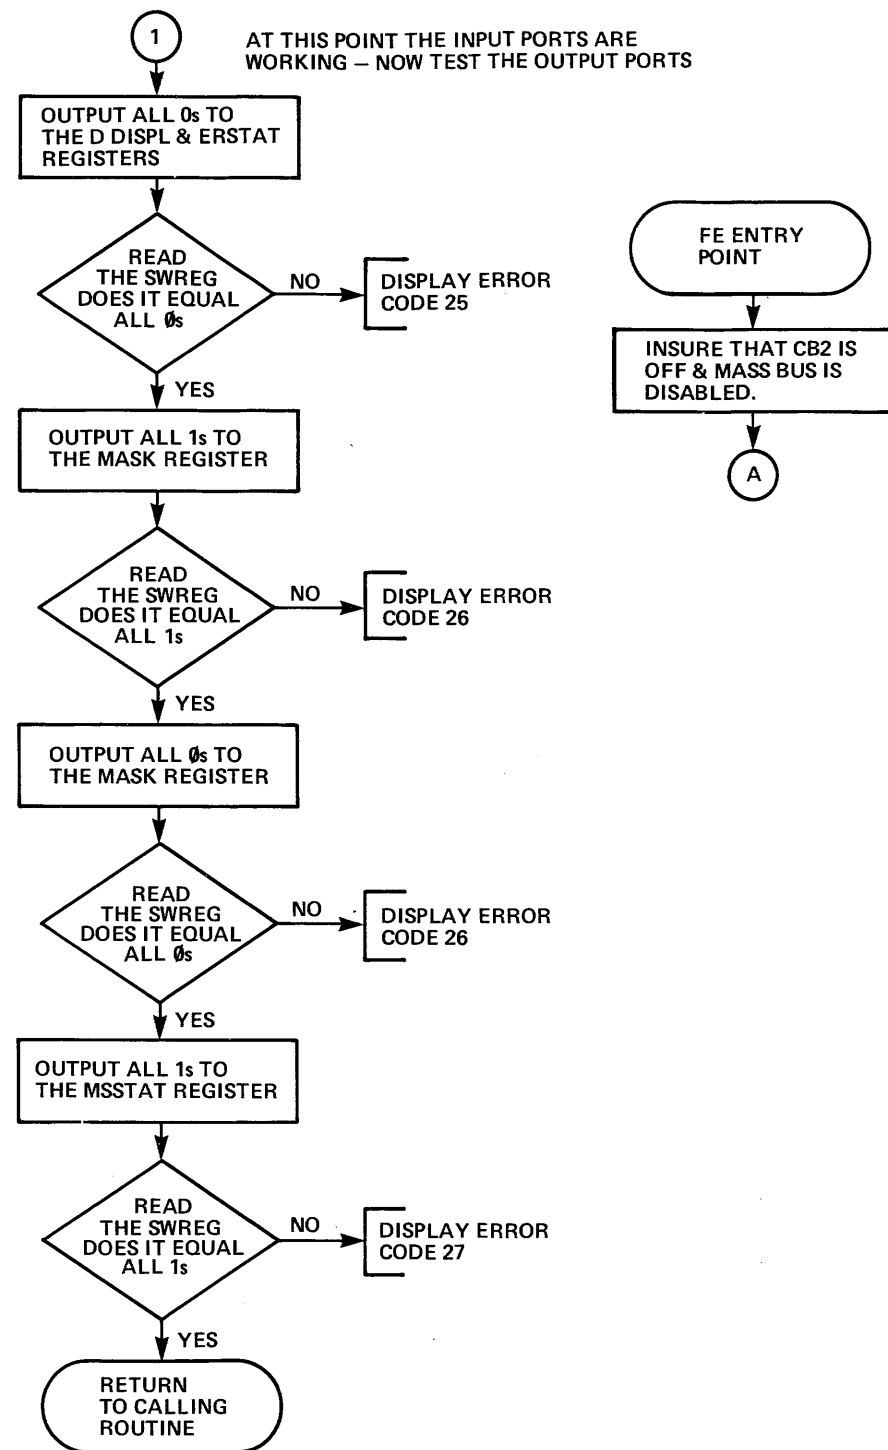 1
AT THIS POINT THE INPUT PORTS ARE
WORKING — NOW TEST THE OUTPUT PORTS
OUTPUT ALL 0s TO
THE D DISPL & ERSTAT
REGISTERS
READ
THE SWREG
DOES IT EQUAL
ALL Øs
NO
DISPLAY ERROR
CODE 25
YES
OUTPUT ALL 1s TO
THE MASK REGISTER
READ
THE SWREG
DOES IT EQUAL
ALL 1s
NO
DISPLAY ERROR
CODE 26
YES
OUTPUT ALL Øs TO
THE MASK REGISTER
READ
THE SWREG
DOES IT EQUAL
ALL Øs
NO
DISPLAY ERROR
CODE 26
YES
OUTPUT ALL 1s TO
THE MSSTAT REGISTER
READ
THE SWREG
DOES IT EQUAL
ALL 1s
NO
DISPLAY ERROR
CODE 27
YES
RETURN
TO CALLING
ROUTINE
FE ENTRY
POINT
INSURE THAT CB2 IS
OFF & MASS BUS IS
DISABLED.
A